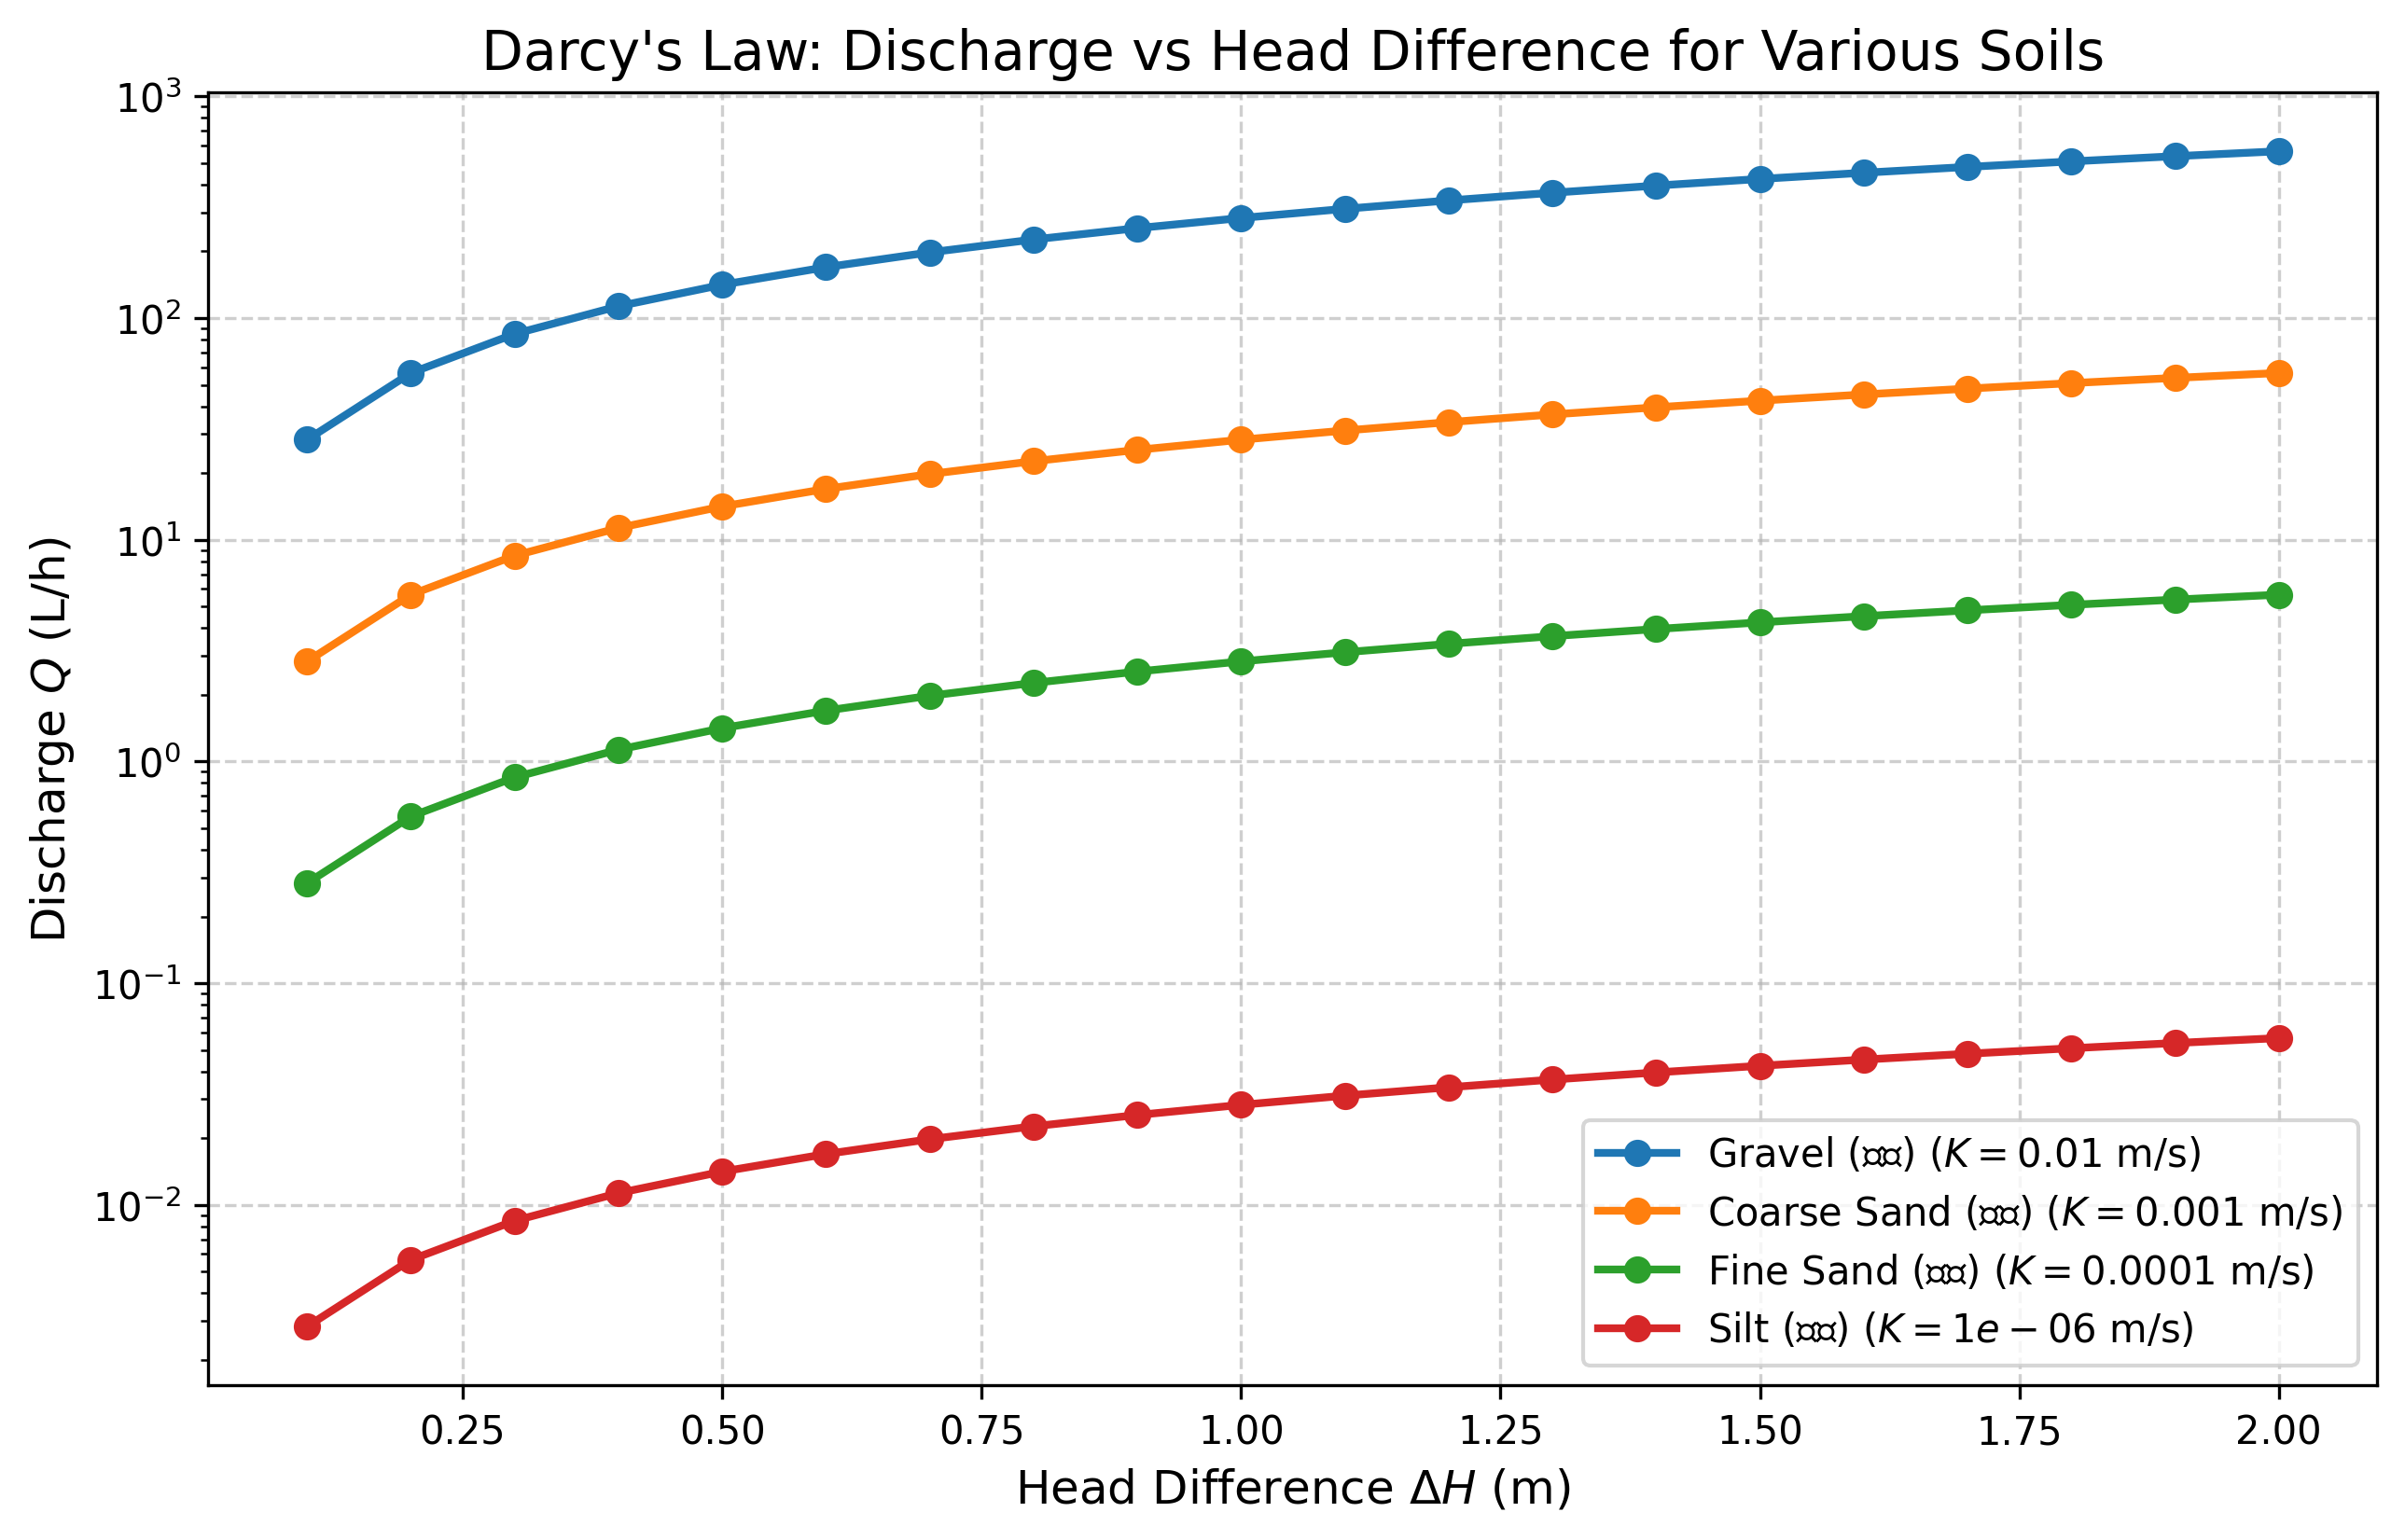 Darcy's Law: Discharge vs Head Difference for Various Soils
10³
10²
10¹
10⁰
10⁻¹
10⁻²
Discharge Q (L/h)
0.25 0.50 0.75 1.00 1.25 1.50 1.75 2.00
Head Difference ΔH (m)
Gravel () (K = 0.01 m/s)
Coarse Sand () (K = 0.001 m/s)
Fine Sand () (K = 0.0001 m/s)
Silt () (K = 1e − 06 m/s)